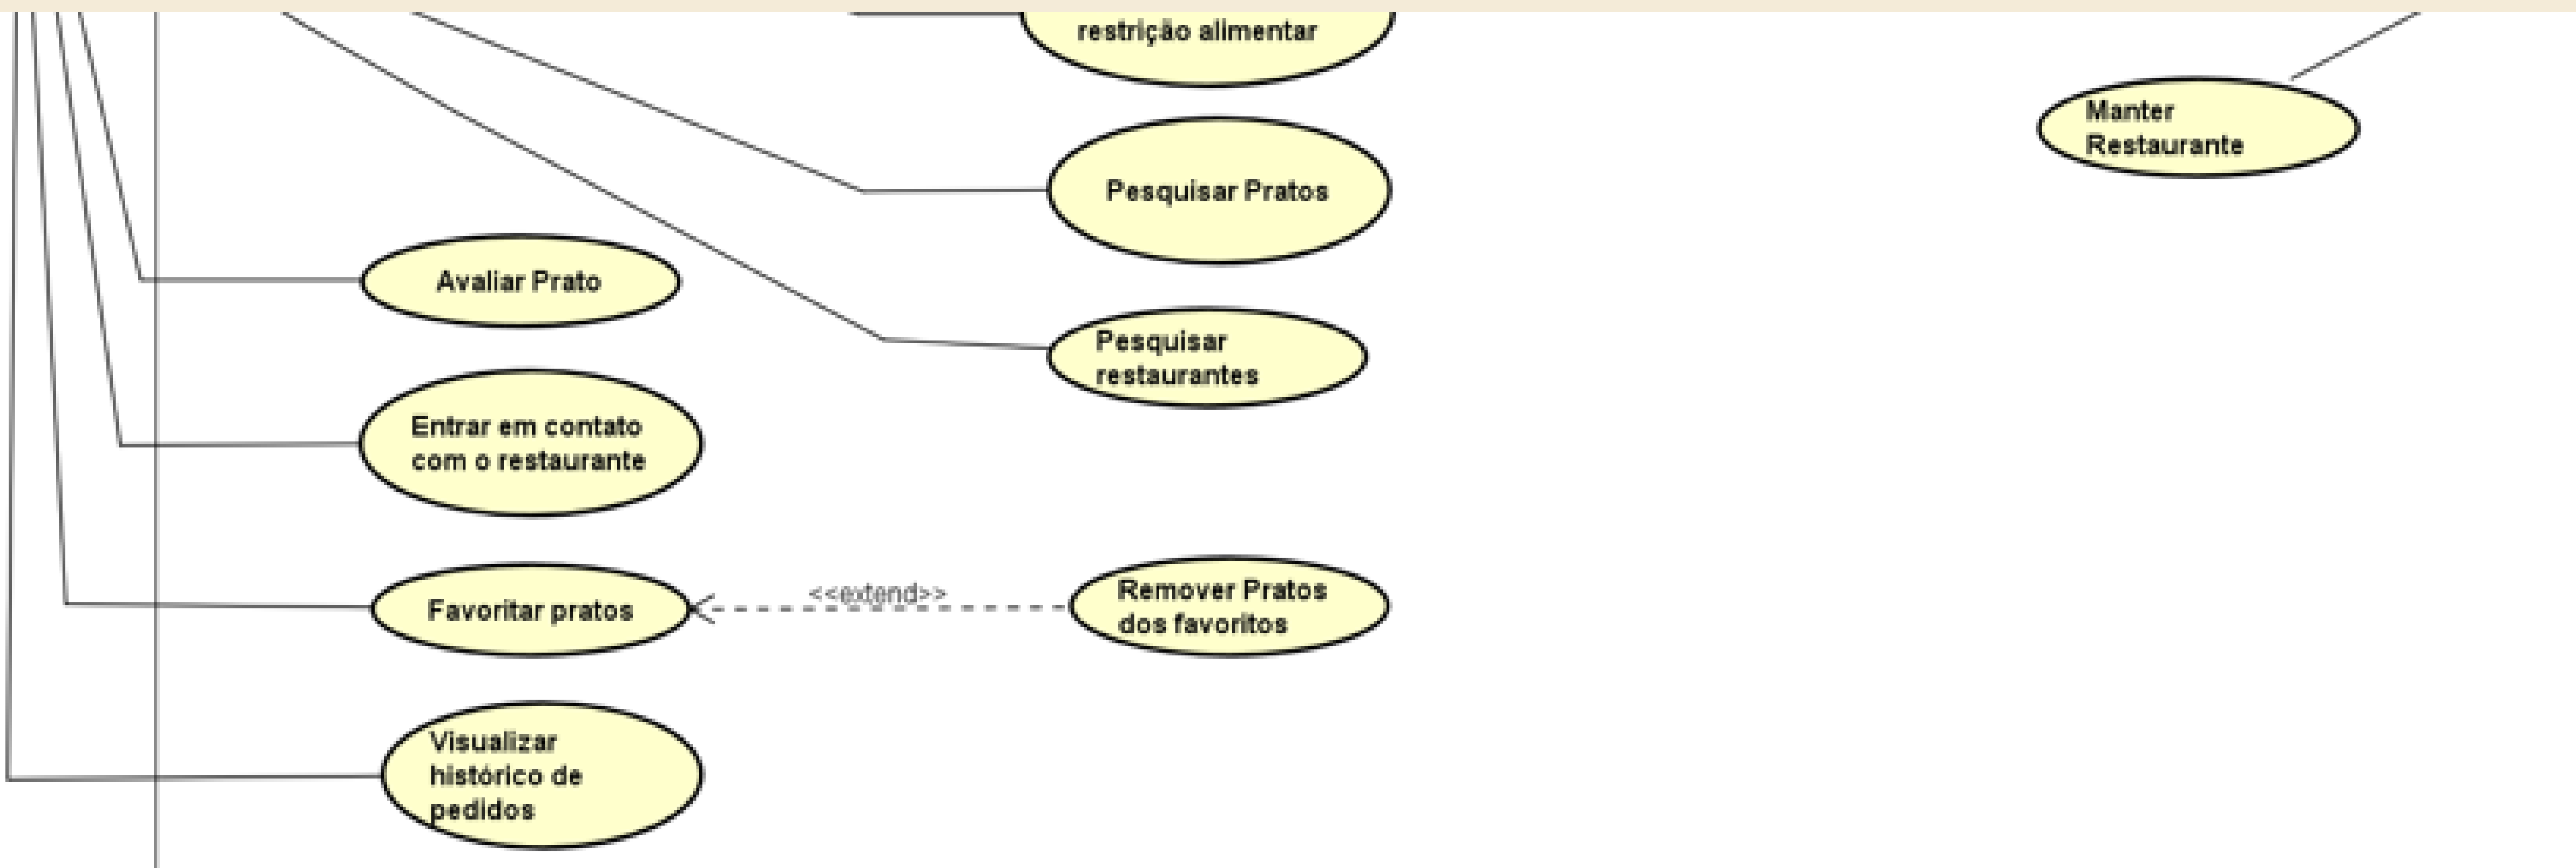 restrição alimentar
Manter
Restaurante
Pesquisar Pratos
Avaliar Prato
Pesquisar
restaurantes
Entrar em contato
com o restaurante
Favoritar pratos
<<extend>>
Remover Pratos
dos favoritos
Visualizar
histórico de
pedidos